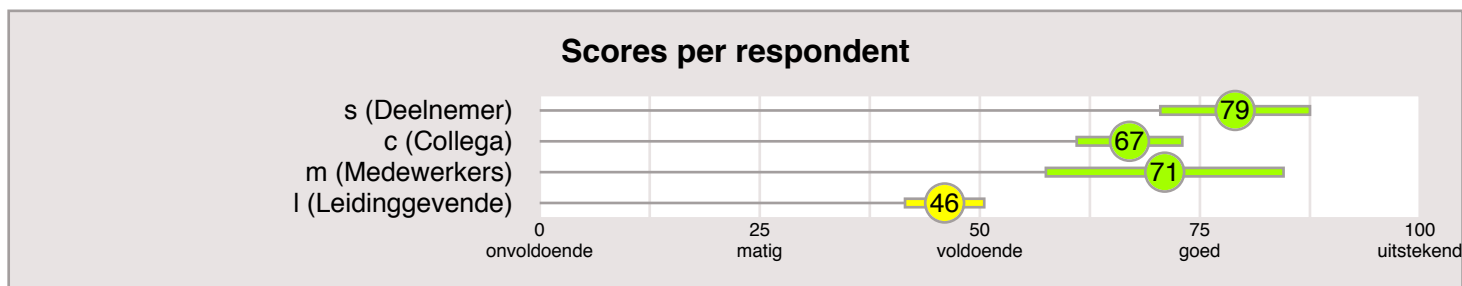 Scores per respondent
s (Deelnemer) 79
c (Collega) 67
m (Medewerkers) 71
l (Leidinggevende) 46
0 25 50 75 100
onvoldoende matig voldoende goed uitstekend